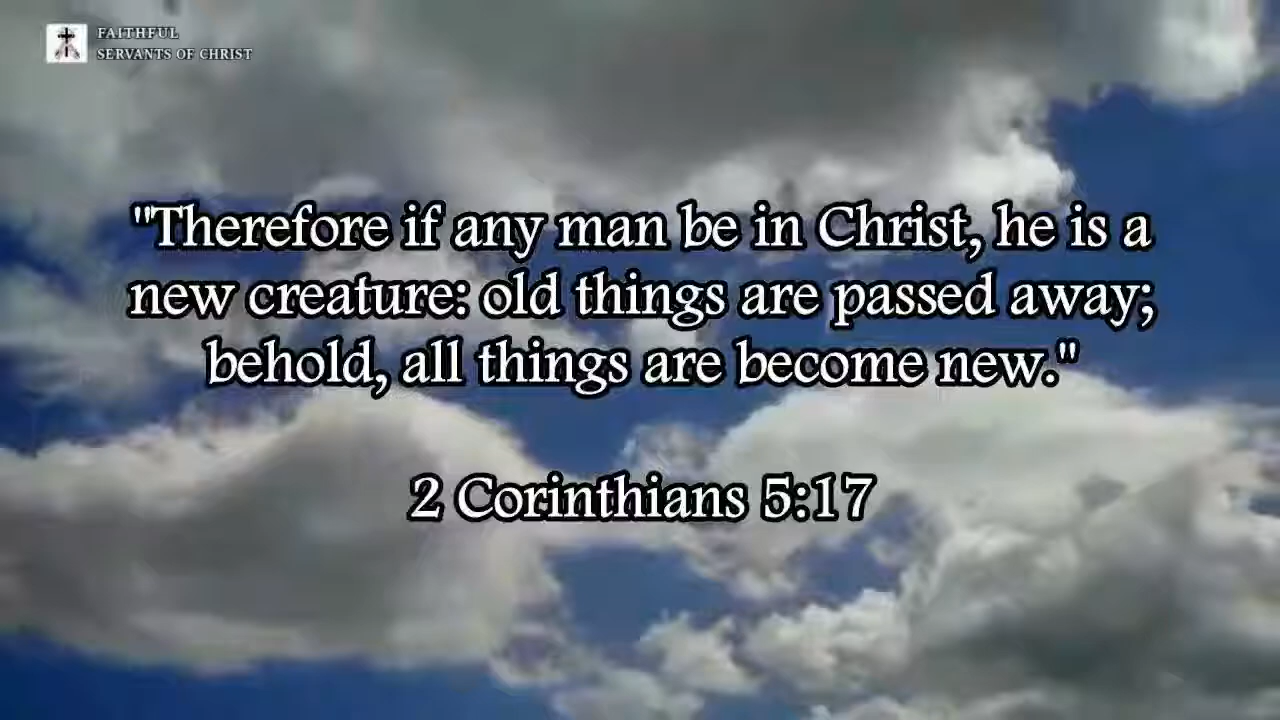 FAITHFUL
SERVANTS OF CHRIST
"Therefore if any man be in Christ, he is a
new creature: old things are passed away;
behold, all things are become new."
2 Corinthians 5:17